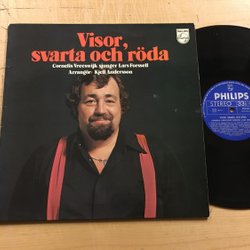 Visor,
svarta och röda
Cornelis Vreeswijk sjunger Lars Forssell
Arrangör: Kjell Andersson
PHILIPS
STEREO 33